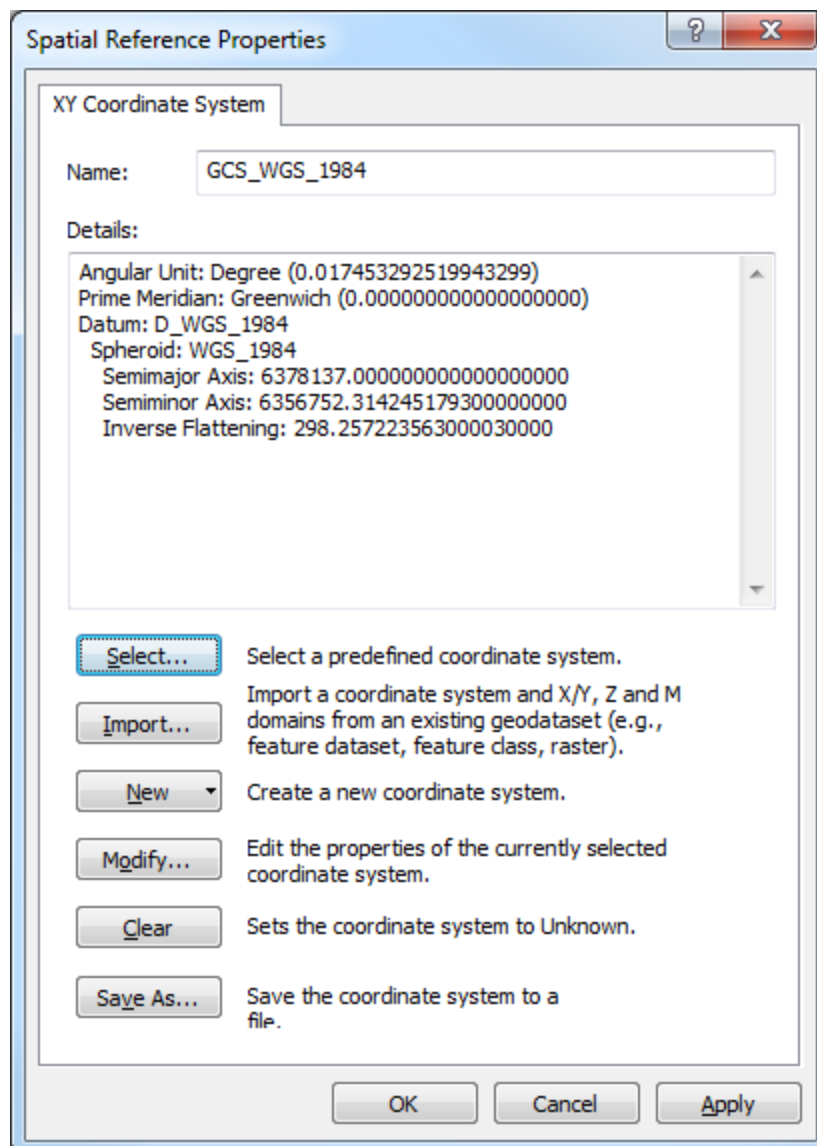 Spatial Reference Properties
XY Coordinate System
Name: GCS_WGS_1984
Details:
Angular Unit: Degree (0.017453292519943299)
Prime Meridian: Greenwich (0.000000000000000000)
Datum: D_WGS_1984
Spheroid: WGS_1984
Semimajor Axis: 6378137.000000000000000000
Semiminor Axis: 6356752.314245179300000000
Inverse Flattening: 298.257223563000030000
Select... Select a predefined coordinate system.
Import... Import a coordinate system and X/Y, Z and M
domains from an existing geodataset (e.g.,
feature dataset, feature class, raster).
New Create a new coordinate system.
Modify... Edit the properties of the currently selected
coordinate system.
Clear Sets the coordinate system to Unknown.
Save As... Save the coordinate system to a
file.
OK Cancel Apply